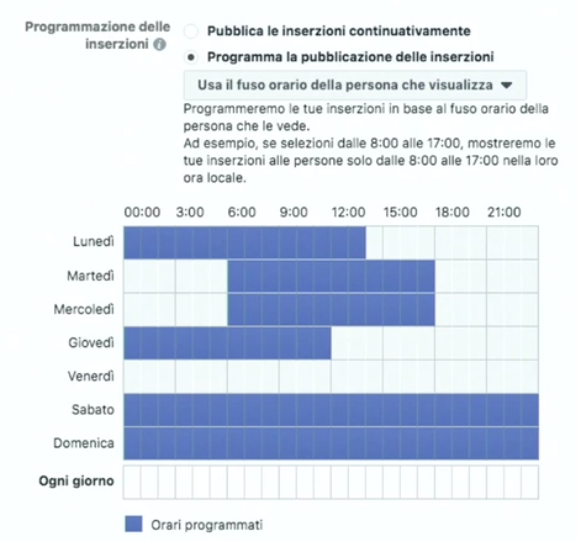 Programmazione delle inserzioni
Pubblica le inserzioni continuativamente
Programma la pubblicazione delle inserzioni
Usa il fuso orario della persona che visualizza
Programmeremo le tue inserzioni in base al fuso orario della
persona che le vede.
Ad esempio, se selezioni dalle 8:00 alle 17:00, mostreremo le
tue inserzioni alle persone solo dalle 8:00 alle 17:00 nella loro
ora locale.
00:00 3:00 6:00 9:00 12:00 15:00 18:00 21:00
Lunedì
Martedì
Mercoledì
Giovedì
Venerdì
Sabato
Domenica
Ogni giorno
Orari programmati